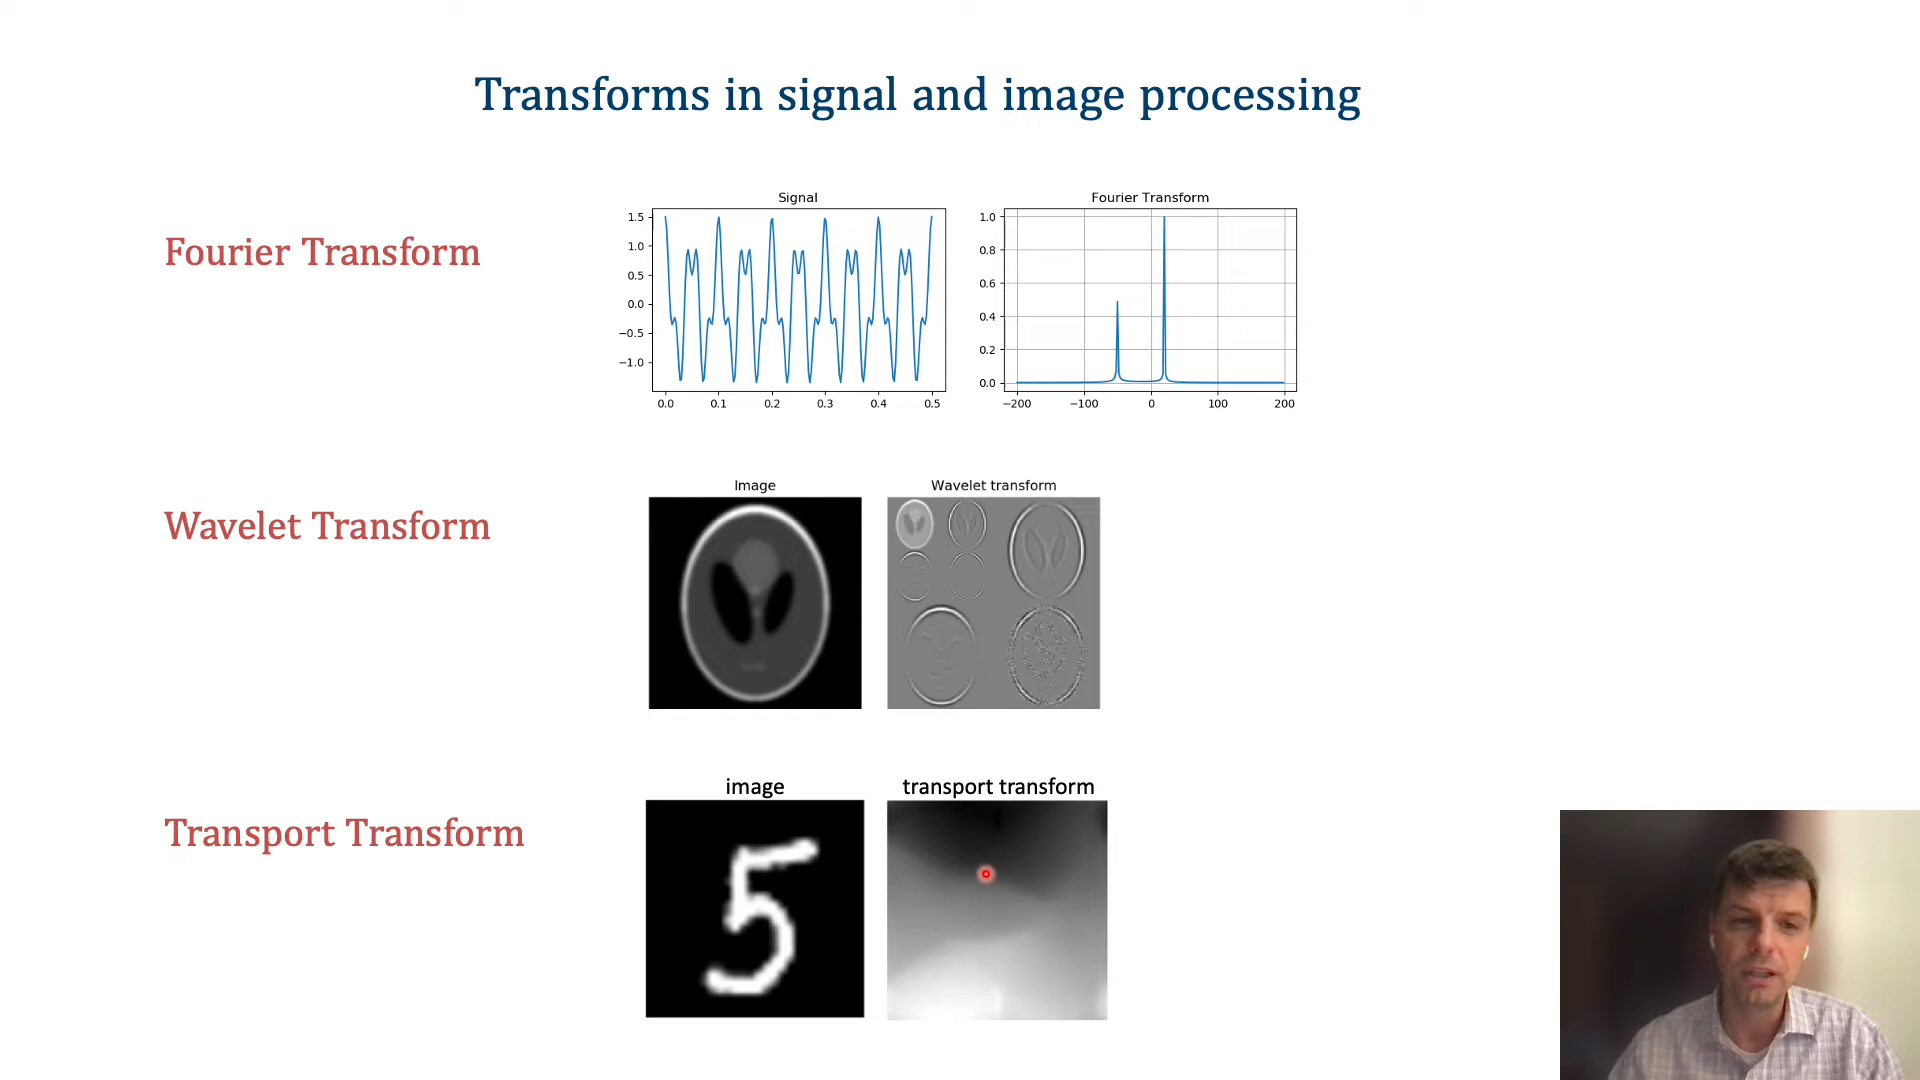 Transforms in signal and image processing
Fourier Transform
Signal
1.5
1.0
0.5
0.0
−0.5
−1.0
0.0 0.1 0.2 0.3 0.4 0.5
Fourier Transform
1.0
0.8
0.6
0.4
0.2
0.0
−200 −100 0 100 200
Wavelet Transform
Image
Wavelet transform
Transport Transform
image
transport transform
5